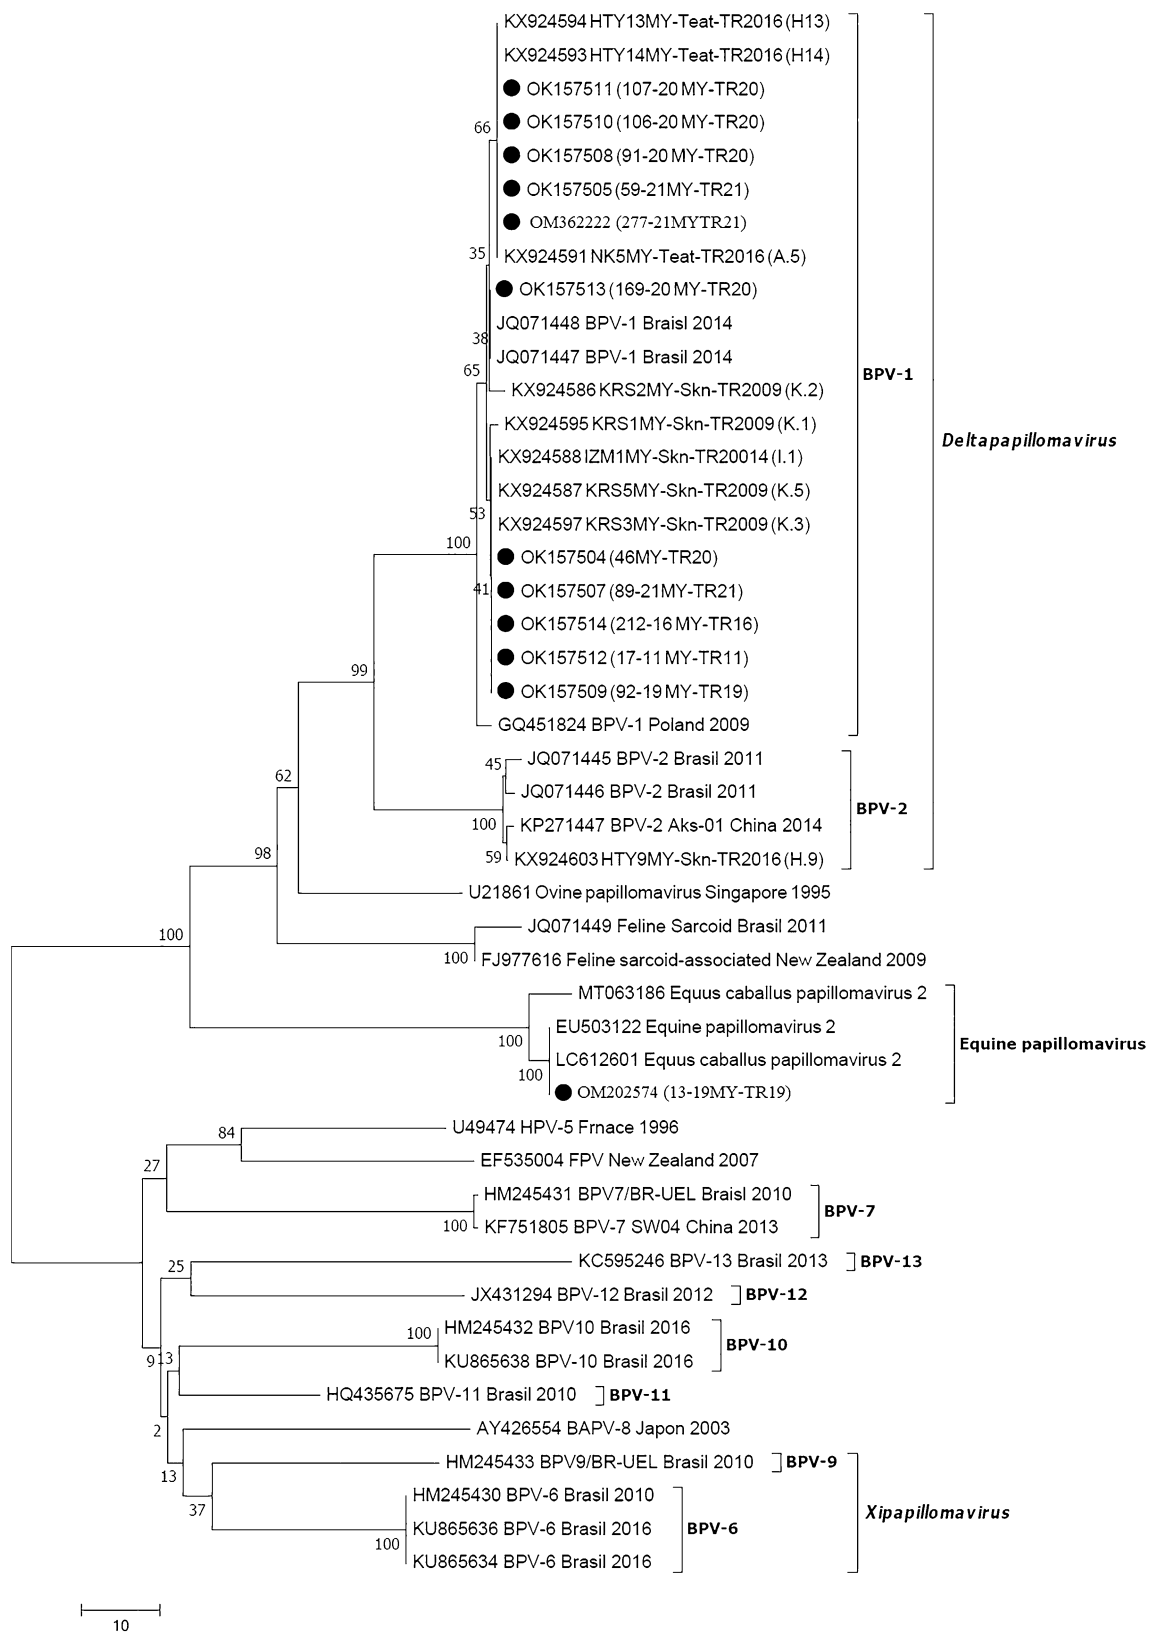 KX924594 HTY13MY-Teat-TR2016 (H13)
KX924593 HTY14MY-Teat-TR2016 (H14)
OK157511 (107-20 MY-TR20)
66
OK157510 (106-20 MY-TR20)
OK157508 (91-20 MY-TR20)
OK157505 (59-21MY-TR21)
OM362222 (277-21MYTR21)
35
KX924591 NK5MY-Teat-TR2016 (A.5)
OK157513 (169-20 MY-TR20)
JQ071448 BPV-1 Braisl 2014
38
JQ071447 BPV-1 Brasil 2014
65
BPV-1
KX924586 KRS2MY-Skn-TR2009 (K.2)
KX924595 KRS1MY-Skn-TR2009 (K.1)
Deltapapillomavirus
KX924588 IZM1MY-Skn-TR20014 (I.1)
KX924587 KRS5MY-Skn-TR2009 (K.5)
53
KX924597 KRS3MY-Skn-TR2009 (K.3)
100
OK157504 (46MY-TR20)
41
OK157507 (89-21MY-TR21)
OK157514 (212-16 MY-TR16)
OK157512 (17-11 MY-TR11)
99
OK157509 (92-19 MY-TR19)
GQ451824 BPV-1 Poland 2009
45
JQ071445 BPV-2 Brasil 2011
62
JQ071446 BPV-2 Brasil 2011
BPV-2
100
KP271447 BPV-2 Aks-01 China 2014
98
59
KX924603 HTY9MY-Skn-TR2016 (H.9)
U21861 Ovine papillomavirus Singapore 1995
100
JQ071449 Feline Sarcoid Brasil 2011
100
FJ977616 Feline sarcoid-associated New Zealand 2009
MT063186 Equus caballus papillomavirus 2
EU503122 Equine papillomavirus 2
100
Equine papillomavirus
LC612601 Equus caballus papillomavirus 2
100
OM202574 (13-19MY-TR19)
84
U49474 HPV-5 Frnace 1996
27
EF535004 FPV New Zealand 2007
HM245431 BPV7/BR-UEL Braisl 2010
BPV-7
100
KF751805 BPV-7 SW04 China 2013
25
KC595246 BPV-13 Brasil 2013
BPV-13
JX431294 BPV-12 Brasil 2012
BPV-12
100
HM245432 BPV10 Brasil 2016
BPV-10
9
13
KU865638 BPV-10 Brasil 2016
HQ435675 BPV-11 Brasil 2010
BPV-11
2
AY426554 BAPV-8 Japon 2003
13
HM245433 BPV9/BR-UEL Brasil 2010
BPV-9
37
HM245430 BPV-6 Brasil 2010
Xipapillomavirus
KU865636 BPV-6 Brasil 2016
BPV-6
100
KU865634 BPV-6 Brasil 2016
10